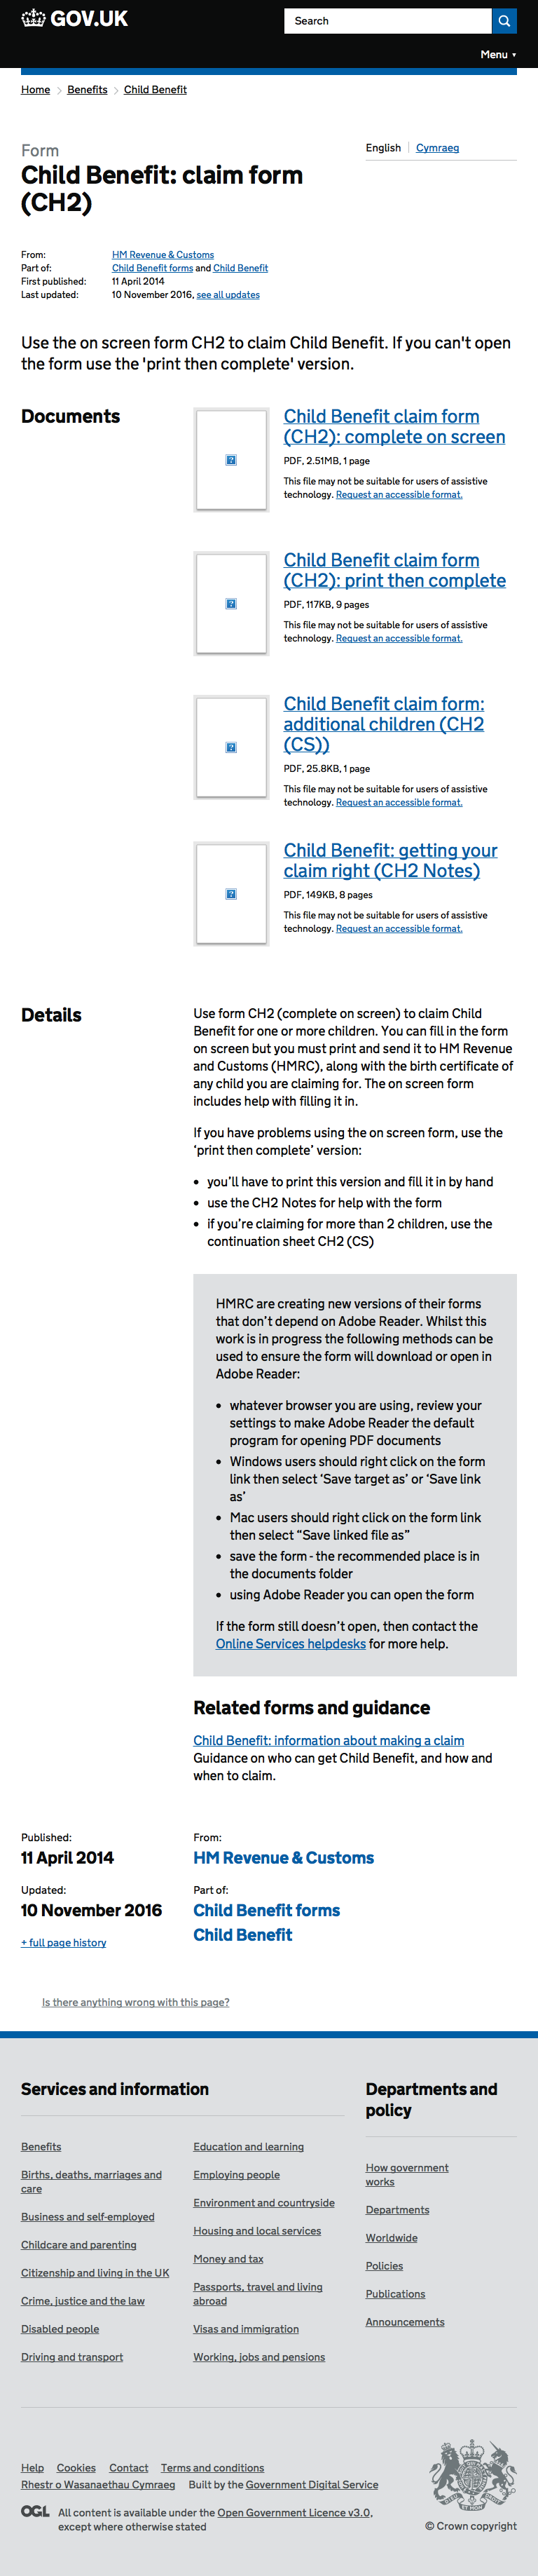 GOV.UK
Search
Menu ▼
Home > Benefits > Child Benefit
Form
English | Cymraeg
Child Benefit: claim form
(CH2)
From: HM Revenue & Customs
Part of: Child Benefit forms and Child Benefit
First published: 11 April 2014
Last updated: 10 November 2016, see all updates
Use the on screen form CH2 to claim Child Benefit. If you can't open
the form use the 'print then complete' version.
Documents
Child Benefit claim form
(CH2): complete on screen
PDF, 2.51MB, 1 page
This file may not be suitable for users of assistive
technology. Request an accessible format.
Child Benefit claim form
(CH2): print then complete
PDF, 117KB, 9 pages
This file may not be suitable for users of assistive
technology. Request an accessible format.
Child Benefit claim form:
additional children (CH2
(CS))
PDF, 25.8KB, 1 page
This file may not be suitable for users of assistive
technology. Request an accessible format.
Child Benefit: getting your
claim right (CH2 Notes)
PDF, 149KB, 8 pages
This file may not be suitable for users of assistive
technology. Request an accessible format.
Details
Use form CH2 (complete on screen) to claim Child
Benefit for one or more children. You can fill in the form
on screen but you must print and send it to HM Revenue
and Customs (HMRC), along with the birth certificate of
any child you are claiming for. The on screen form
includes help with filling it in.
If you have problems using the on screen form, use the
‘print then complete’ version:
• you’ll have to print this version and fill it in by hand
• use the CH2 Notes for help with the form
• if you’re claiming for more than 2 children, use the
continuation sheet CH2 (CS)
HMRC are creating new versions of their forms
that don’t depend on Adobe Reader. Whilst this
work is in progress the following methods can be
used to ensure the form will download or open in
Adobe Reader:
• whatever browser you are using, review your
settings to make Adobe Reader the default
program for opening PDF documents
• Windows users should right click on the form
link then select ‘Save target as’ or ‘Save link
as’
• Mac users should right click on the form link
then select “Save linked file as”
• save the form - the recommended place is in
the documents folder
• using Adobe Reader you can open the form
If the form still doesn’t open, then contact the
Online Services helpdesks for more help.
Related forms and guidance
Child Benefit: information about making a claim
Guidance on who can get Child Benefit, and how and
when to claim.
Published:
11 April 2014
Updated:
10 November 2016
+ full page history
From:
HM Revenue & Customs
Part of:
Child Benefit forms
Child Benefit
Is there anything wrong with this page?
Services and information
Benefits
Births, deaths, marriages and
care
Business and self-employed
Childcare and parenting
Citizenship and living in the UK
Crime, justice and the law
Disabled people
Driving and transport
Education and learning
Employing people
Environment and countryside
Housing and local services
Money and tax
Passports, travel and living
abroad
Visas and immigration
Working, jobs and pensions
Departments and
policy
How government
works
Departments
Worldwide
Policies
Publications
Announcements
Help Cookies Contact Terms and conditions
Rhestr o Wasanaethau Cymraeg Built by the Government Digital Service
OGL All content is available under the Open Government Licence v3.0,
except where otherwise stated
© Crown copyright